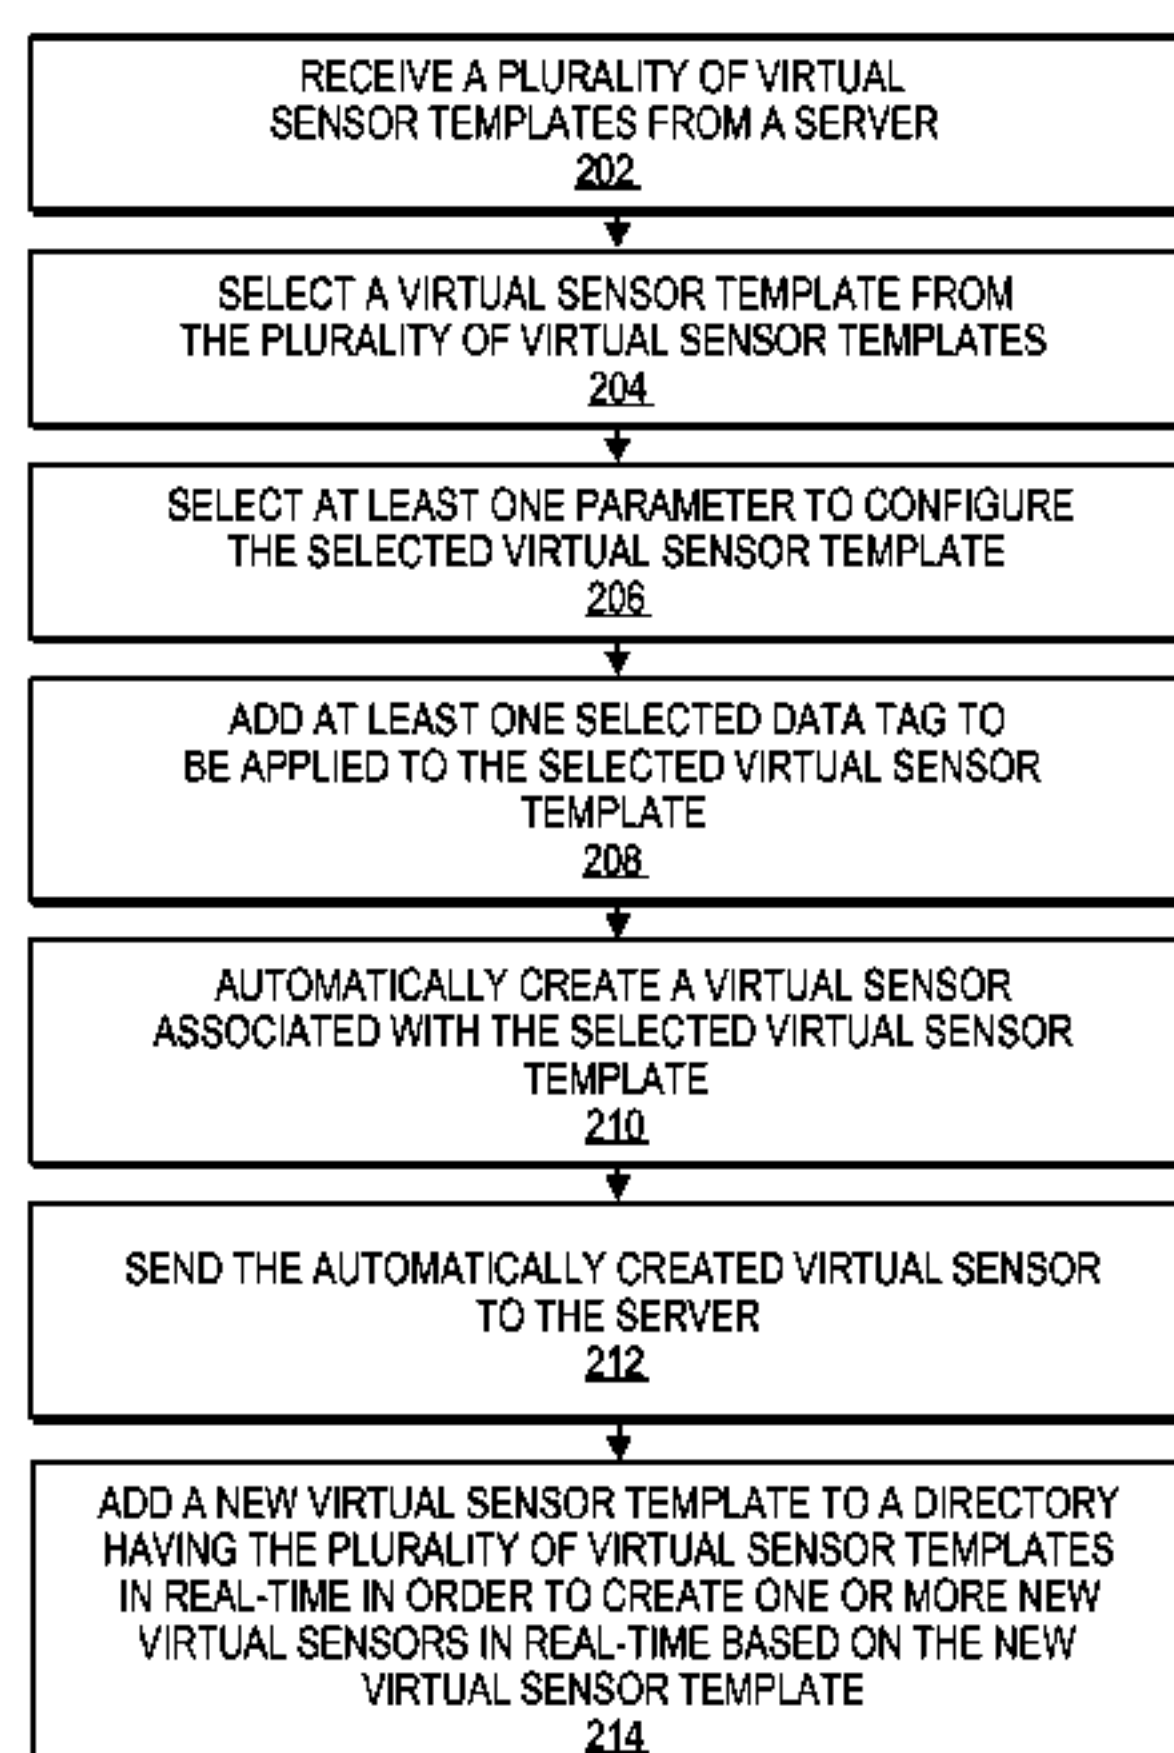 RECEIVE A PLURALITY OF VIRTUAL
SENSOR TEMPLATES FROM A SERVER
202
SELECT A VIRTUAL SENSOR TEMPLATE FROM
THE PLURALITY OF VIRTUAL SENSOR TEMPLATES
204
SELECT AT LEAST ONE PARAMETER TO CONFIGURE
THE SELECTED VIRTUAL SENSOR TEMPLATE
206
ADD AT LEAST ONE SELECTED DATA TAG TO
BE APPLIED TO THE SELECTED VIRTUAL SENSOR
TEMPLATE
208
AUTOMATICALLY CREATE A VIRTUAL SENSOR
ASSOCIATED WITH THE SELECTED VIRTUAL SENSOR
TEMPLATE
210
SEND THE AUTOMATICALLY CREATED VIRTUAL SENSOR
TO THE SERVER
212
ADD A NEW VIRTUAL SENSOR TEMPLATE TO A DIRECTORY
HAVING THE PLURALITY OF VIRTUAL SENSOR TEMPLATES
IN REAL-TIME IN ORDER TO CREATE ONE OR MORE NEW
VIRTUAL SENSORS IN REAL-TIME BASED ON THE NEW
VIRTUAL SENSOR TEMPLATE
214